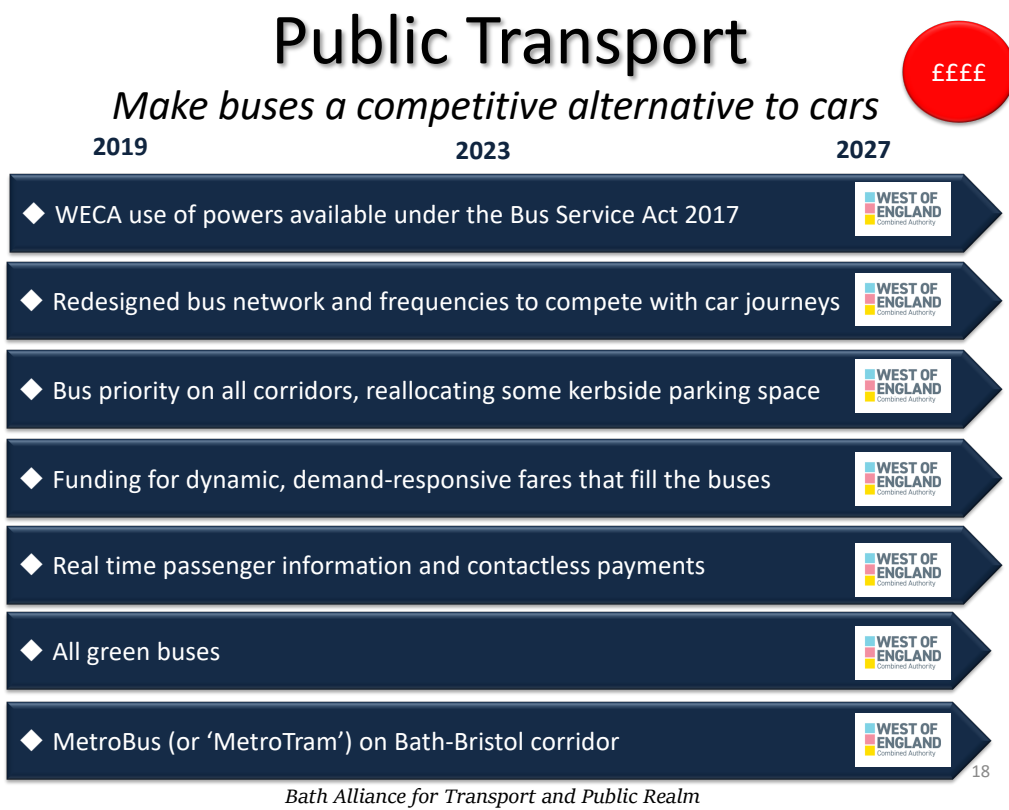 Public Transport
££££
Make buses a competitive alternative to cars
2019 2023 2027
WECA use of powers available under the Bus Service Act 2017
WEST OF
ENGLAND
Combined Authority
Redesigned bus network and frequencies to compete with car journeys
WEST OF
ENGLAND
Combined Authority
Bus priority on all corridors, reallocating some kerbside parking space
WEST OF
ENGLAND
Combined Authority
Funding for dynamic, demand-responsive fares that fill the buses
WEST OF
ENGLAND
Combined Authority
Real time passenger information and contactless payments
WEST OF
ENGLAND
Combined Authority
All green buses
WEST OF
ENGLAND
Combined Authority
MetroBus (or ‘MetroTram’) on Bath-Bristol corridor
WEST OF
ENGLAND
Combined Authority
18
Bath Alliance for Transport and Public Realm